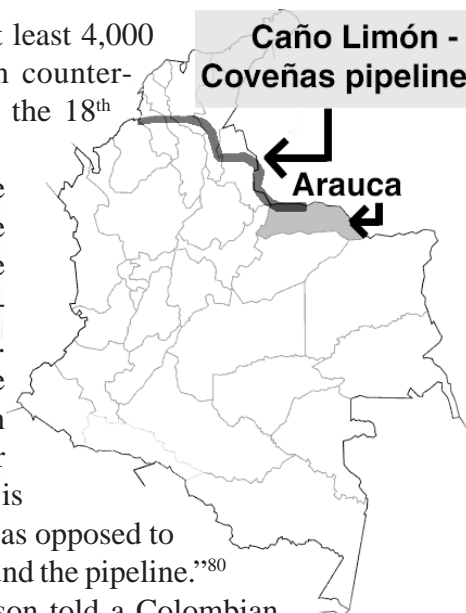 t least 4,000
n counter-
the 18th
Caño Limón -
Coveñas pipeline
Arauca
e
e
e
-
.
e
n
r
is
as opposed to
und the pipeline.”80
son told a Colombian